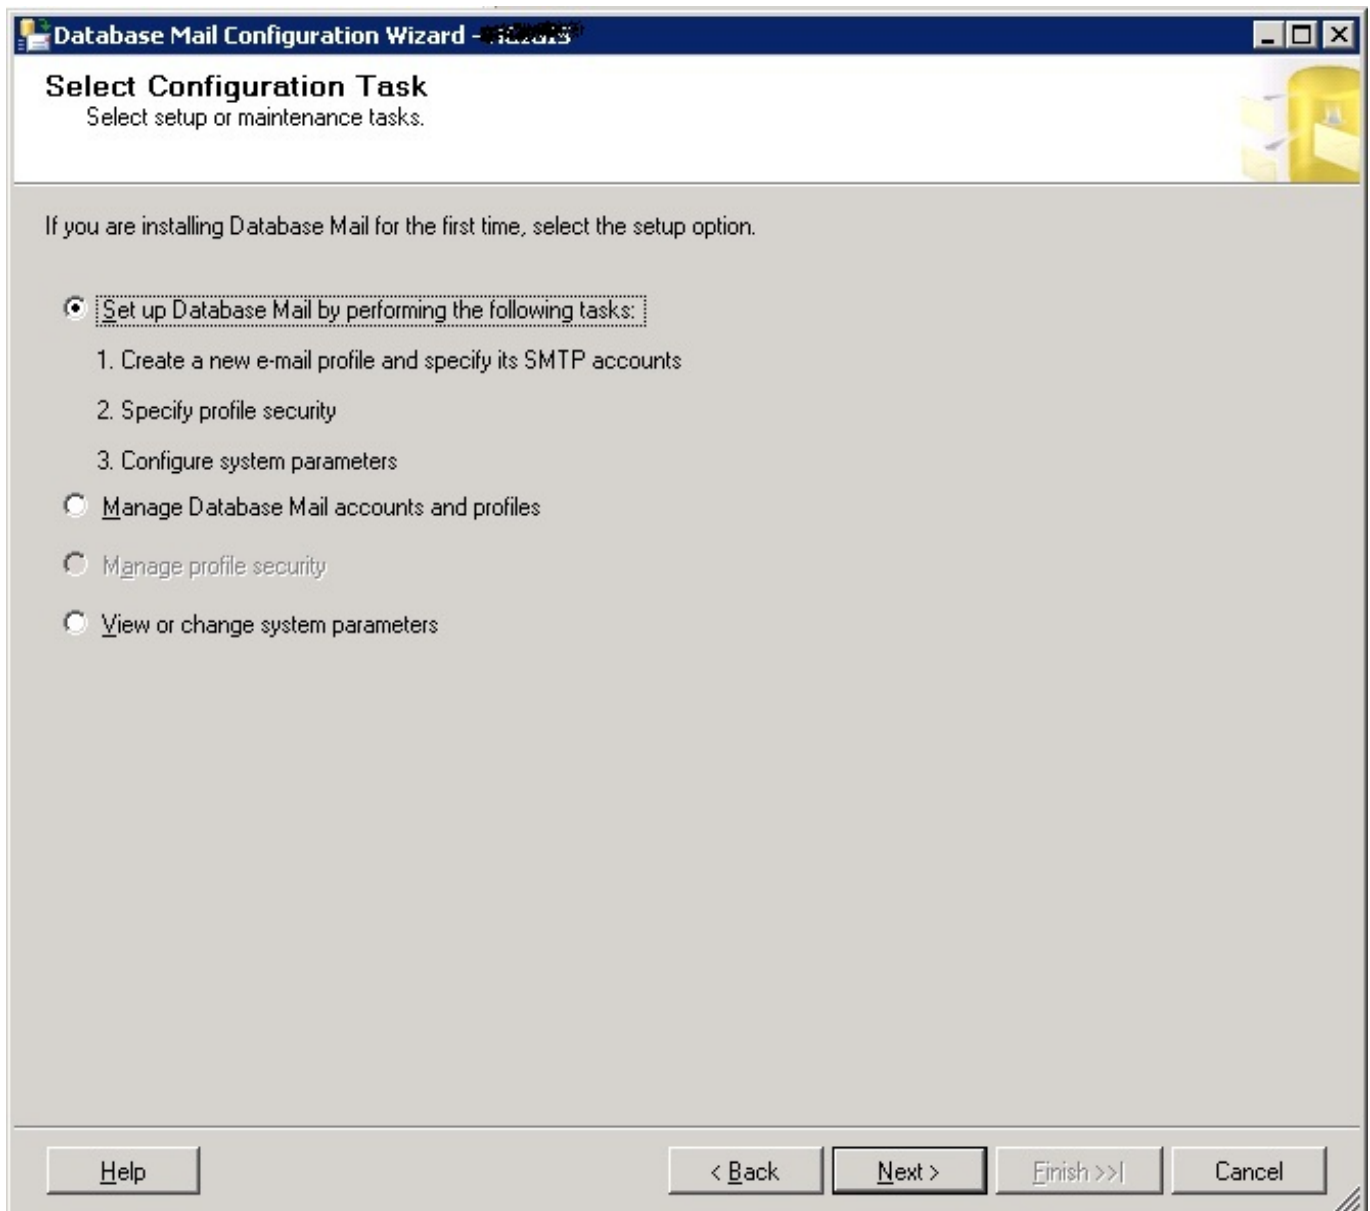 Database Mail Configuration Wizard -
Select Configuration Task
Select setup or maintenance tasks.
If you are installing Database Mail for the first time, select the setup option.
Set up Database Mail by performing the following tasks:
1. Create a new e-mail profile and specify its SMTP accounts
2. Specify profile security
3. Configure system parameters
Manage Database Mail accounts and profiles
Manage profile security
View or change system parameters
Help
< Back
Next >
Finish >>|
Cancel